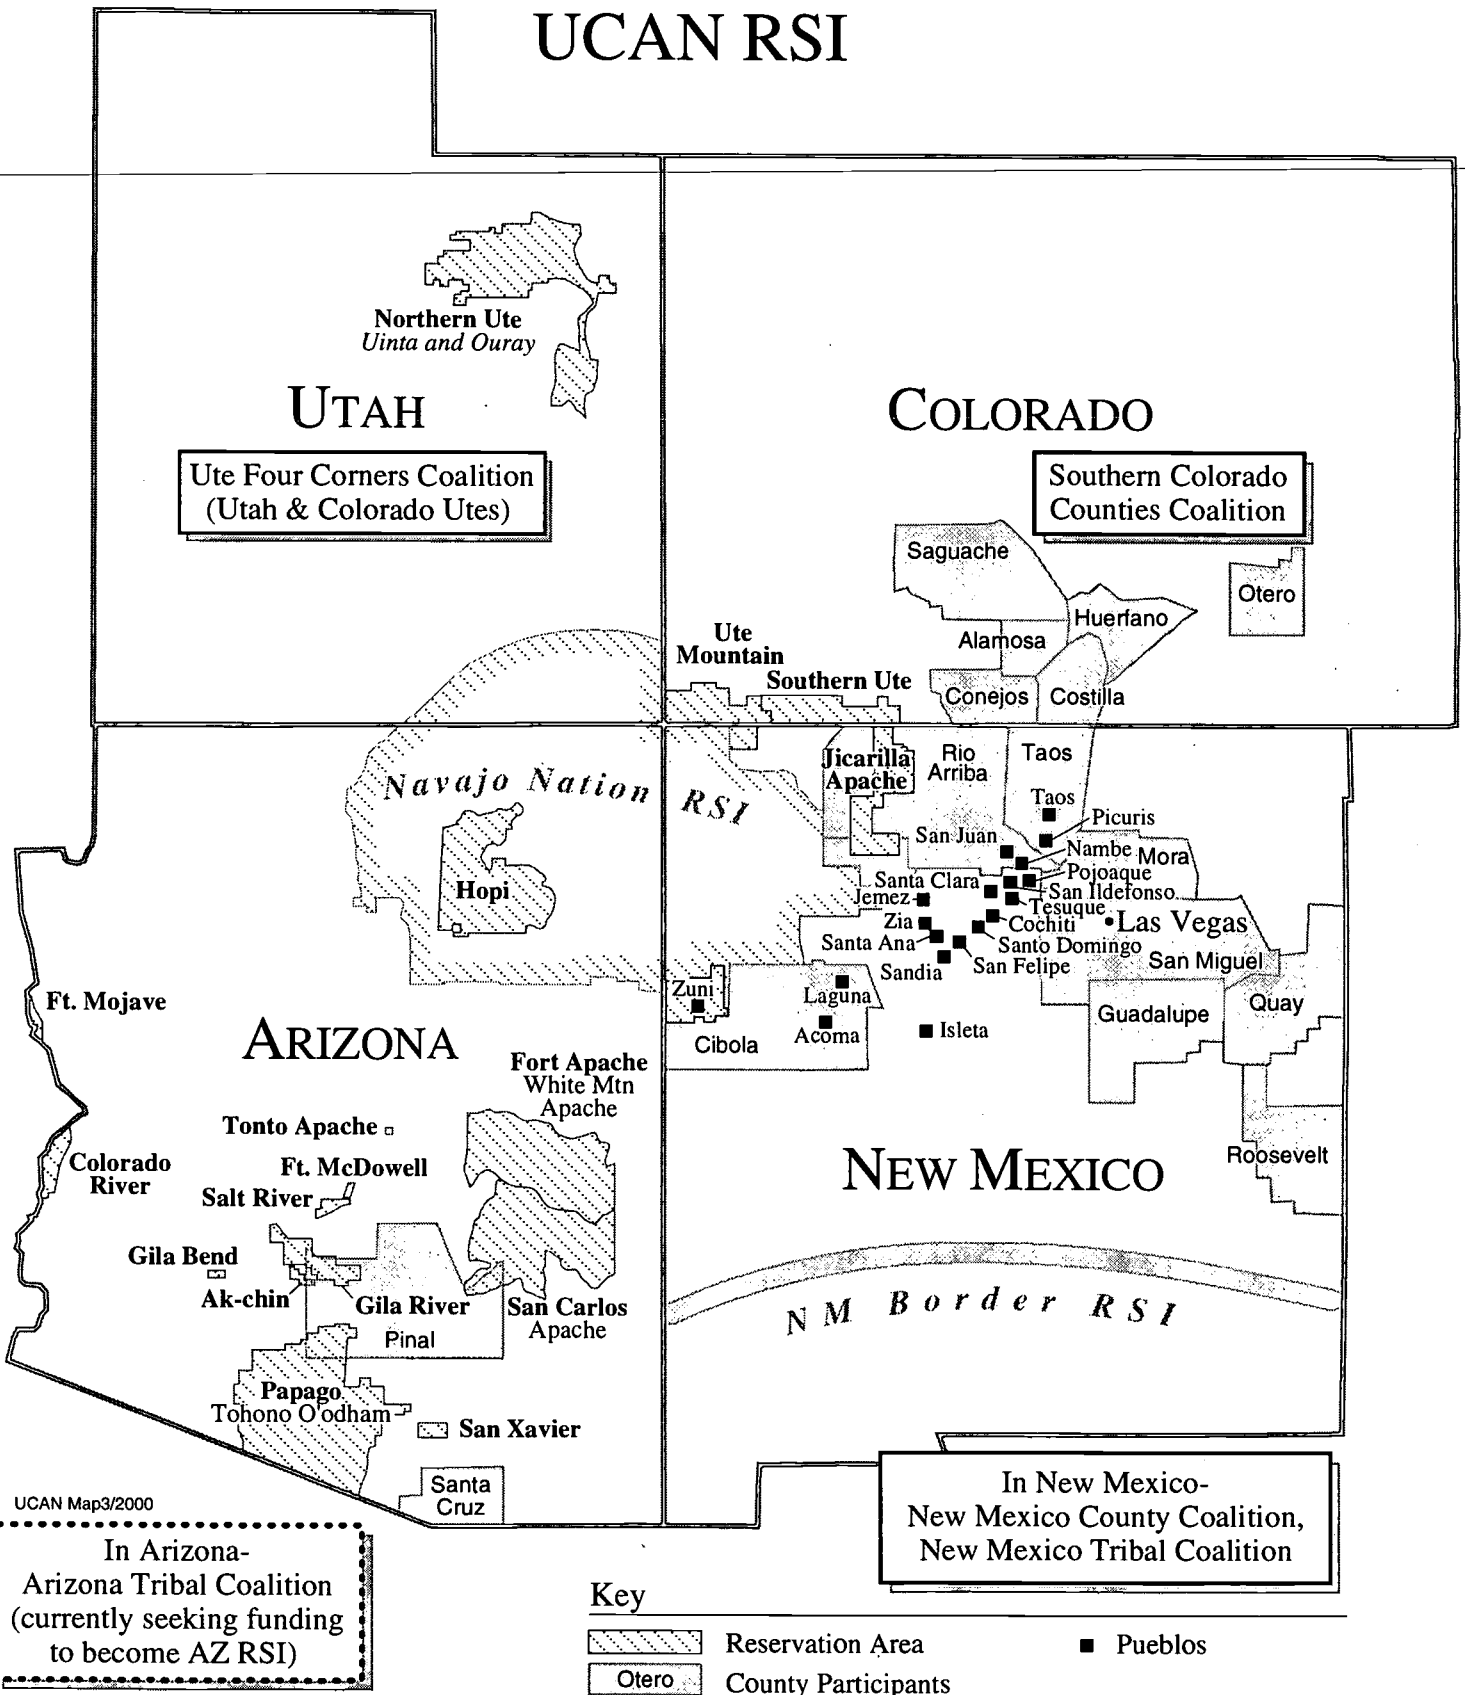 UCAN RSI
Northern Ute
Uinta and Ouray
UTAH
COLORADO
Ute Four Corners Coalition
(Utah & Colorado Utes)
Southern Colorado
Counties Coalition
Saguache
Otero
Huerfano
Alamosa
Ute
Mountain
Southern Ute
Conejos
Costilla
Navajo Nation RSI
Jicarilla
Apache
Rio
Arriba
Taos
Taos
Picuris
San Juan
Nambe
Mora
Pojoaque
Santa Clara
San Ildefonso
Jemez
Tesuque
Hopi
Zia
Cochiti
Las Vegas
Santa Ana
Santo Domingo
San Miguel
Sandia
San Felipe
Zuni
Laguna
Quay
Ft. Mojave
Guadalupe
Acoma
Isleta
Cibola
ARIZONA
Fort Apache
White Mtn
Apache
Tonto Apache
Colorado
River
Ft. McDowell
Salt River
NEW MEXICO
Roosevelt
Gila Bend
Ak-chin
Gila River
San Carlos
Apache
Pinal
NM Border RSI
Papago
Tohono O'odham
San Xavier
Santa
Cruz
UCAN Map3/2000
In New Mexico-
New Mexico County Coalition,
New Mexico Tribal Coalition
In Arizona-
Arizona Tribal Coalition
(currently seeking funding
to become AZ RSI)
Key
Reservation Area
Pueblos
Otero
County Participants